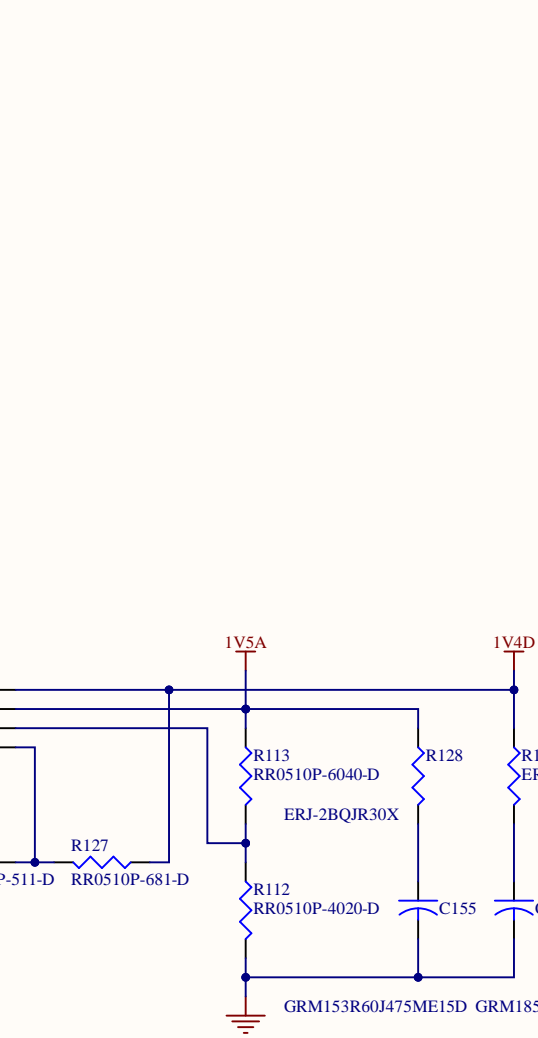 1V5A
1V4D
R113
RR0510P-6040-D
R128
ERJ-2BQJR30X
R127
P-511-D
RR0510P-681-D
R112
RR0510P-4020-D
C155
GRM153R60J475ME15D
GRM185